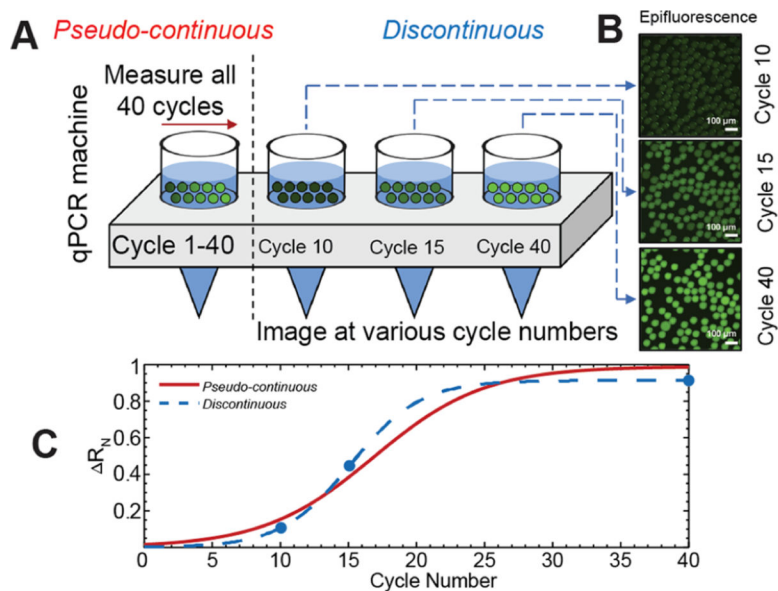 A
Pseudo-continuous
Discontinuous
B
Epifluorescence
Measure all
40 cycles
qPCR machine
Cycle 1-40
Cycle 10
Cycle 15
Cycle 40
Image at various cycle numbers
100 µm
Cycle 10
100 µm
Cycle 15
100 µm
Cycle 40
C
Pseudo-continuous
Discontinuous
ΔR_N
1
0.8
0.6
0.4
0.2
0
5
10
15
20
25
30
35
40
Cycle Number